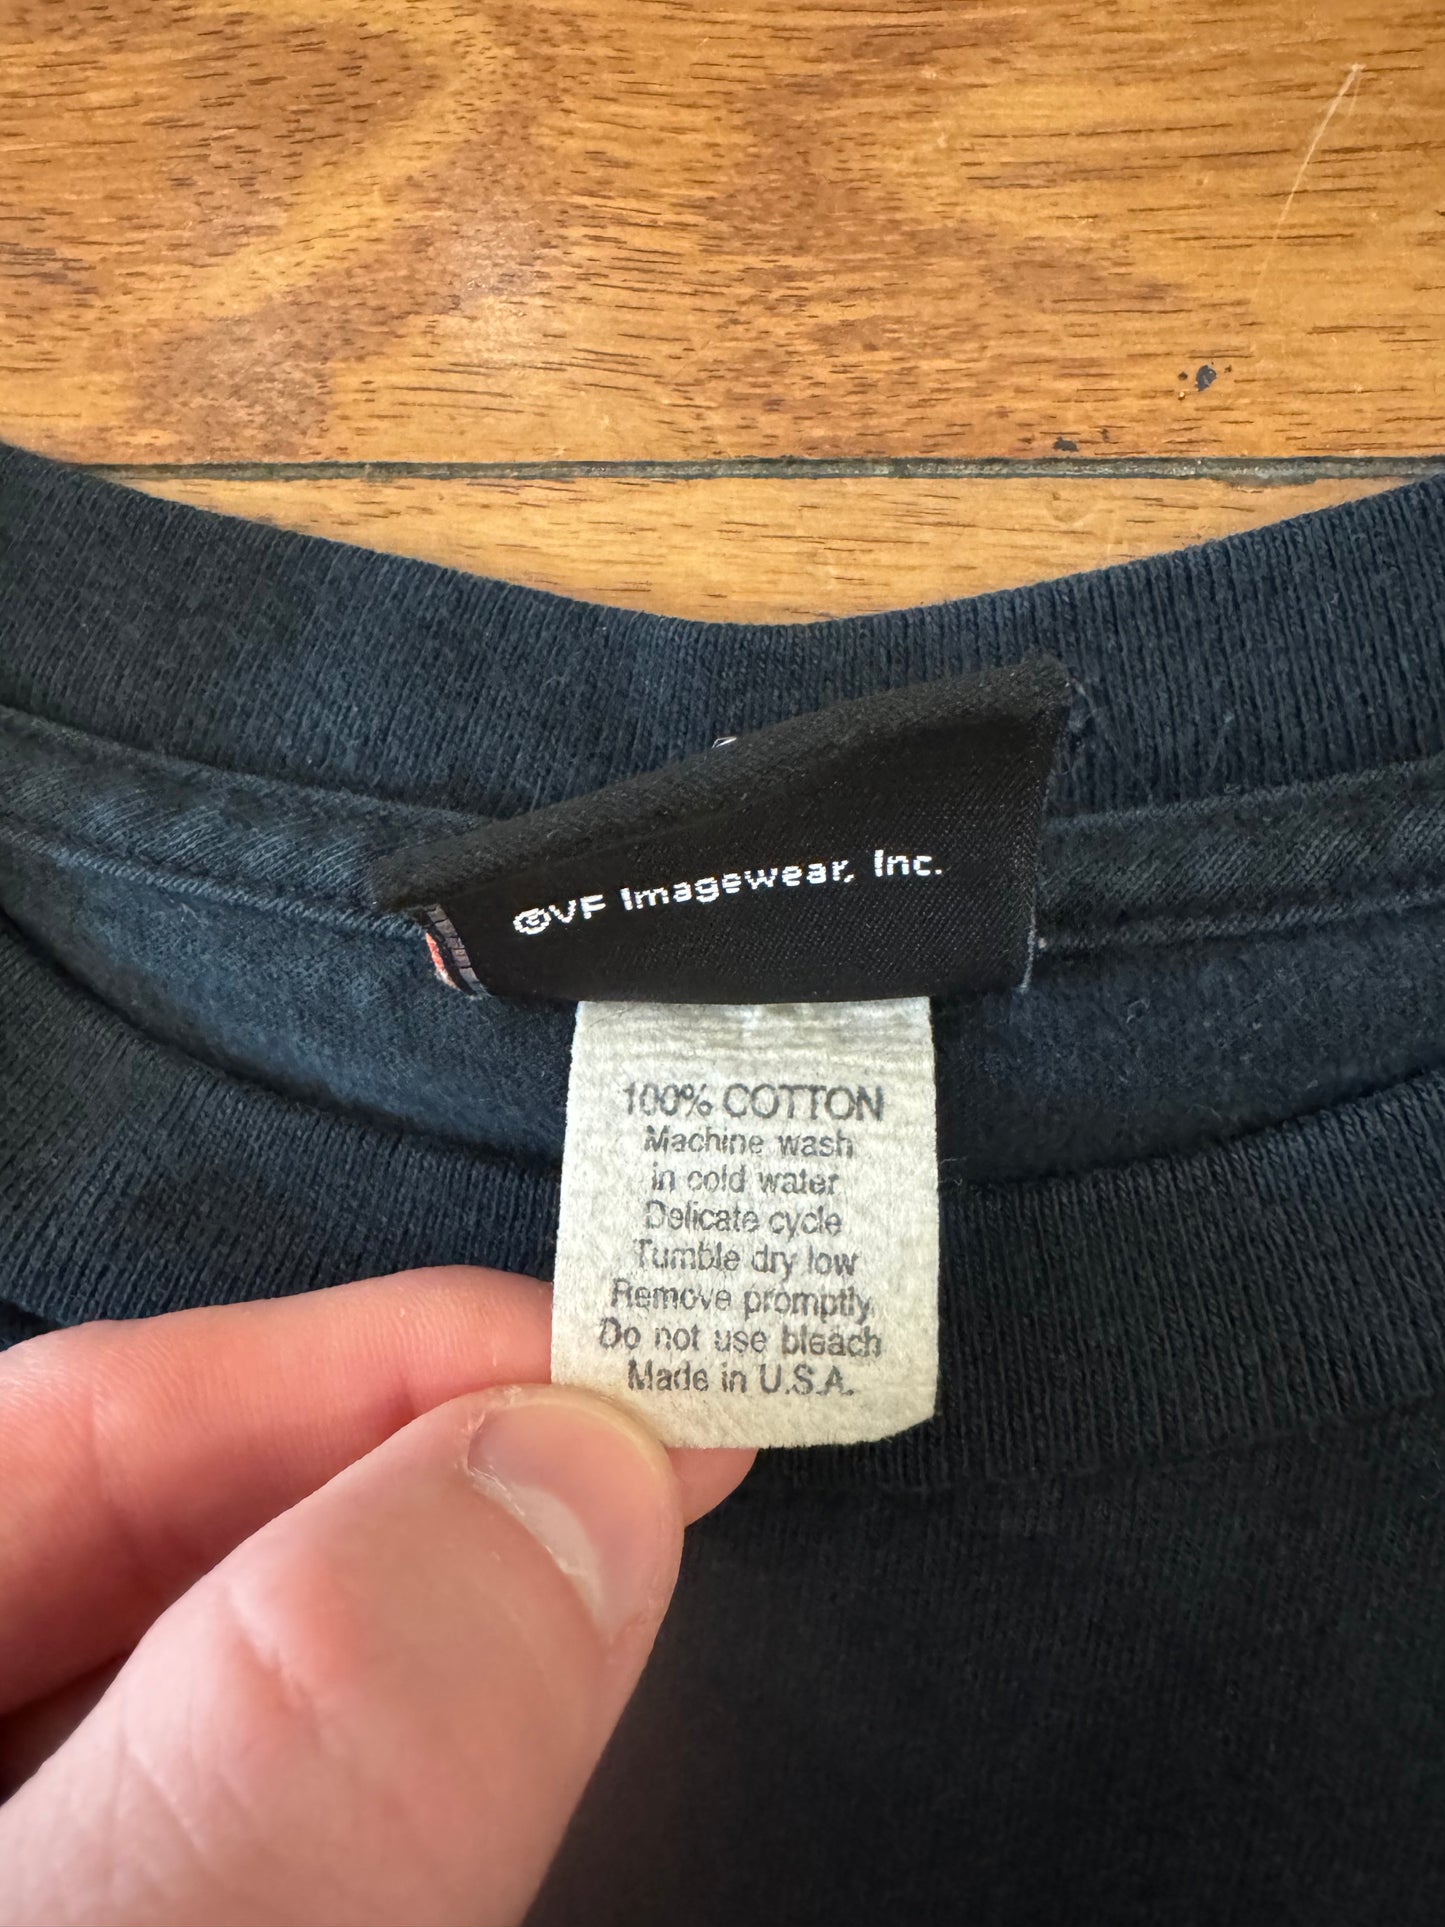 ©VF Imagewear, Inc.
100% COTTON
Machine wash
in cold water
Delicate cycle
Tumble dry low
Remove promptly
Do not use bleach
Made in U.S.A.